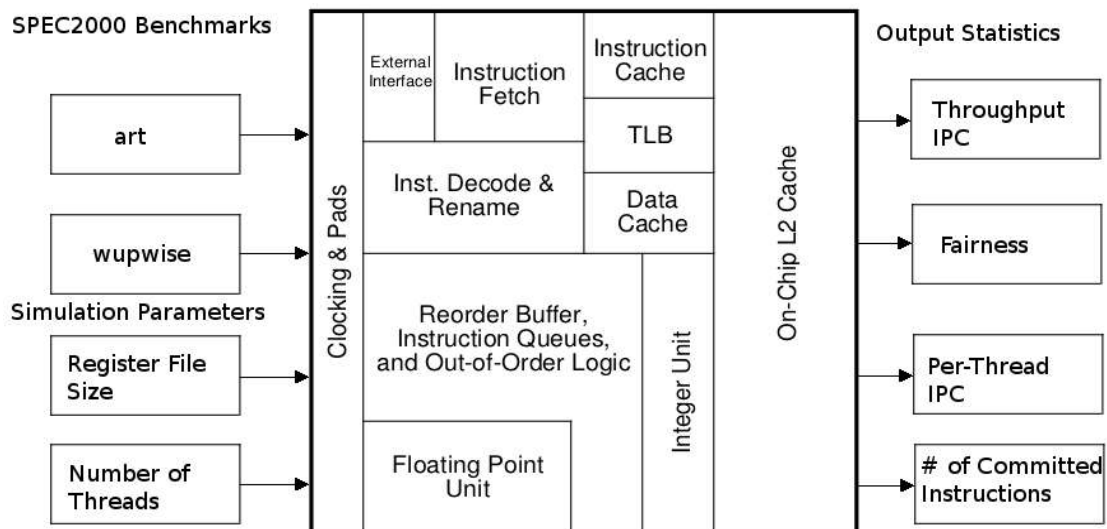 SPEC2000 Benchmarks
art
wupwise
Simulation Parameters
Register File
Size
Number of
Threads
Clocking & Pads
External
Interface
Instruction
Fetch
Instruction
Cache
TLB
Inst. Decode &
Rename
Data
Cache
Reorder Buffer,
Instruction Queues,
and Out-of-Order Logic
Integer Unit
Floating Point
Unit
On-Chip L2 Cache
Output Statistics
Throughput
IPC
Fairness
Per-Thread
IPC
# of Committed
Instructions